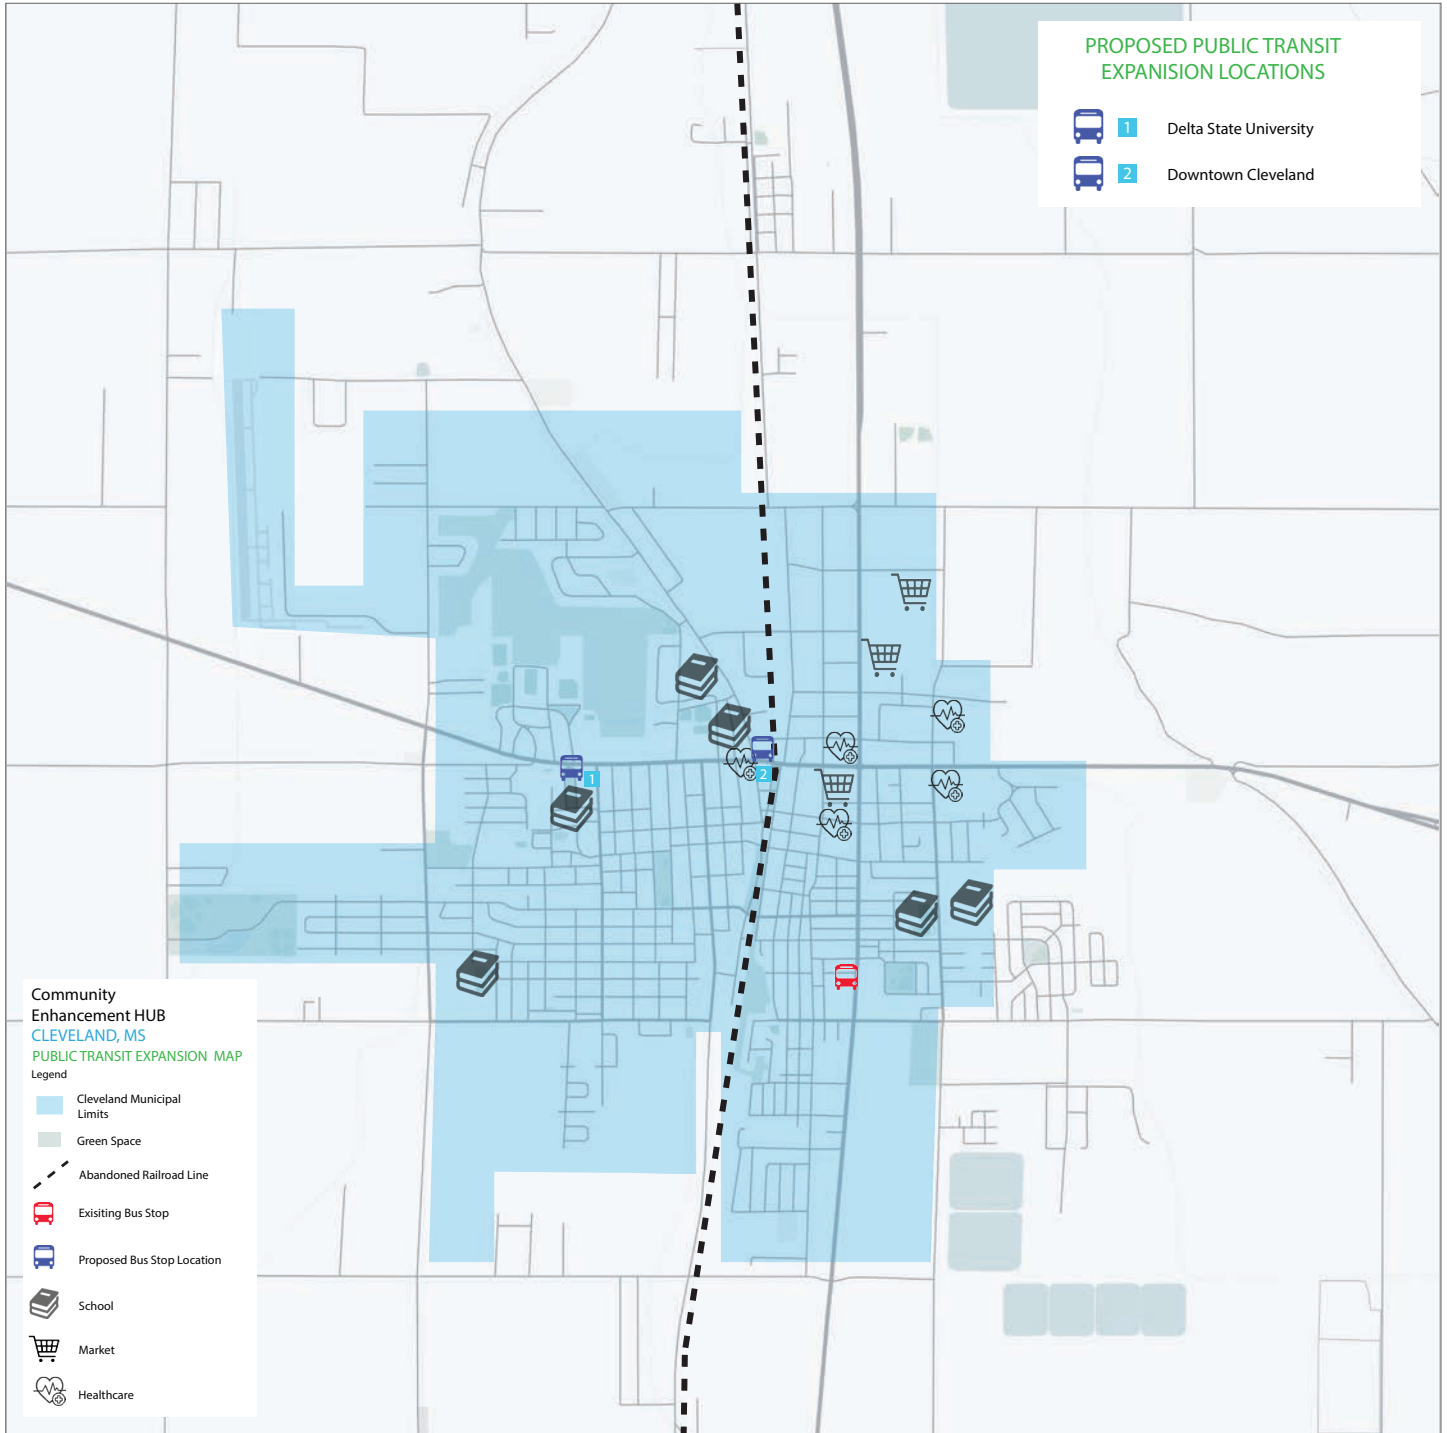 PROPOSED PUBLIC TRANSIT
EXPANISION LOCATIONS
1 Delta State University
2 Downtown Cleveland
1
2
Community
Enhancement HUB
CLEVELAND, MS
PUBLIC TRANSIT EXPANSION MAP
Legend
Cleveland Municipal
Limits
Green Space
Abandoned Railroad Line
Exisiting Bus Stop
Proposed Bus Stop Location
School
Market
Healthcare